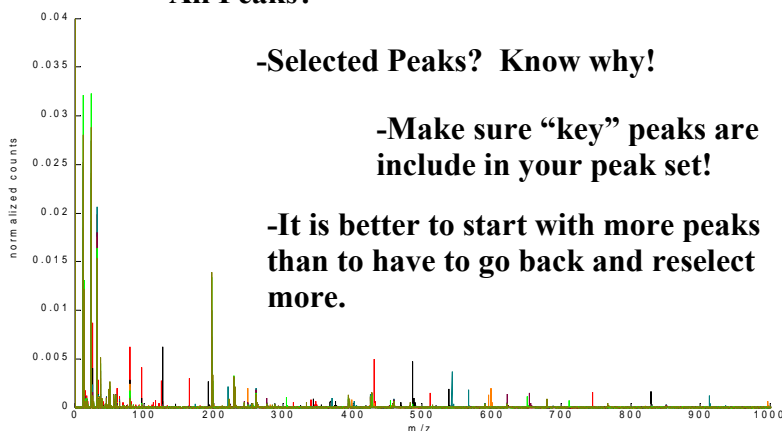 All Peaks?
-Selected Peaks? Know why!
-Make sure “key” peaks are
include in your peak set!
-It is better to start with more peaks
than to have to go back and reselect
more.
normalized counts
0.04
0.035
0.03
0.025
0.02
0.015
0.01
0.005
0
0 100 200 300 400 500 600 700 800 900 1000
m/z